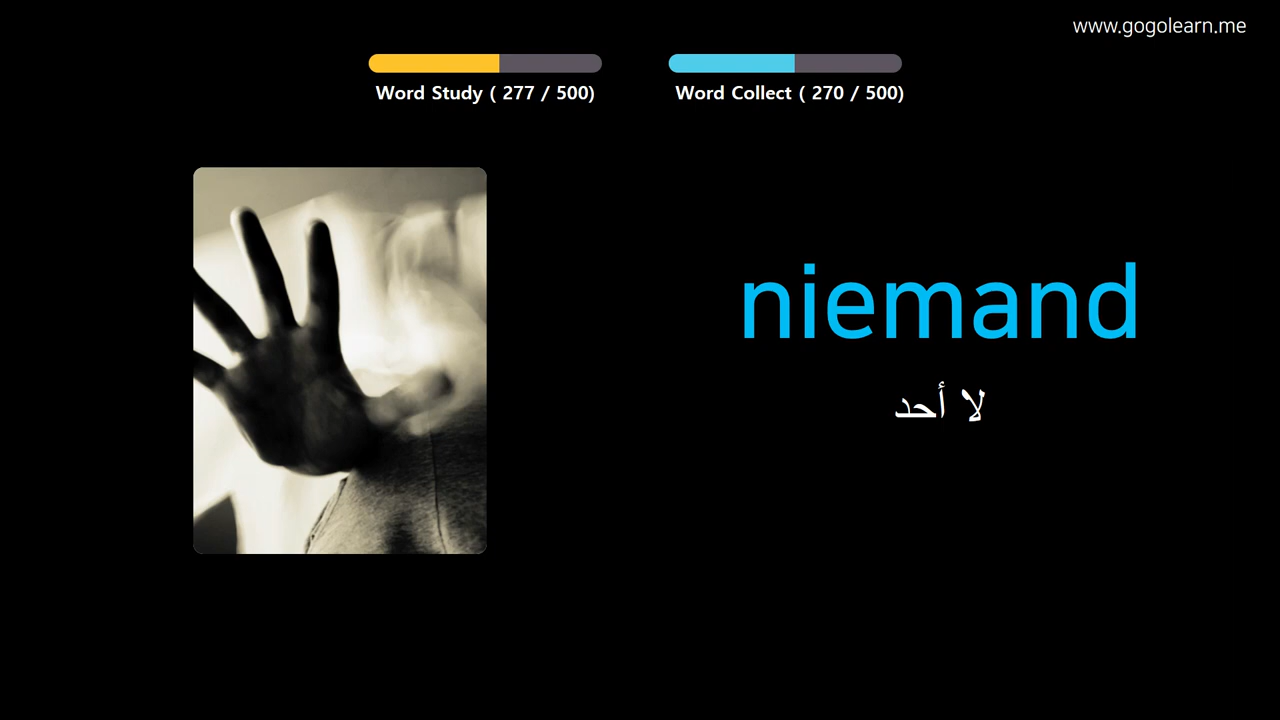 www.gogolearn.me
Word Study ( 277 / 500)
Word Collect ( 270 / 500)
niemand
لا أحد